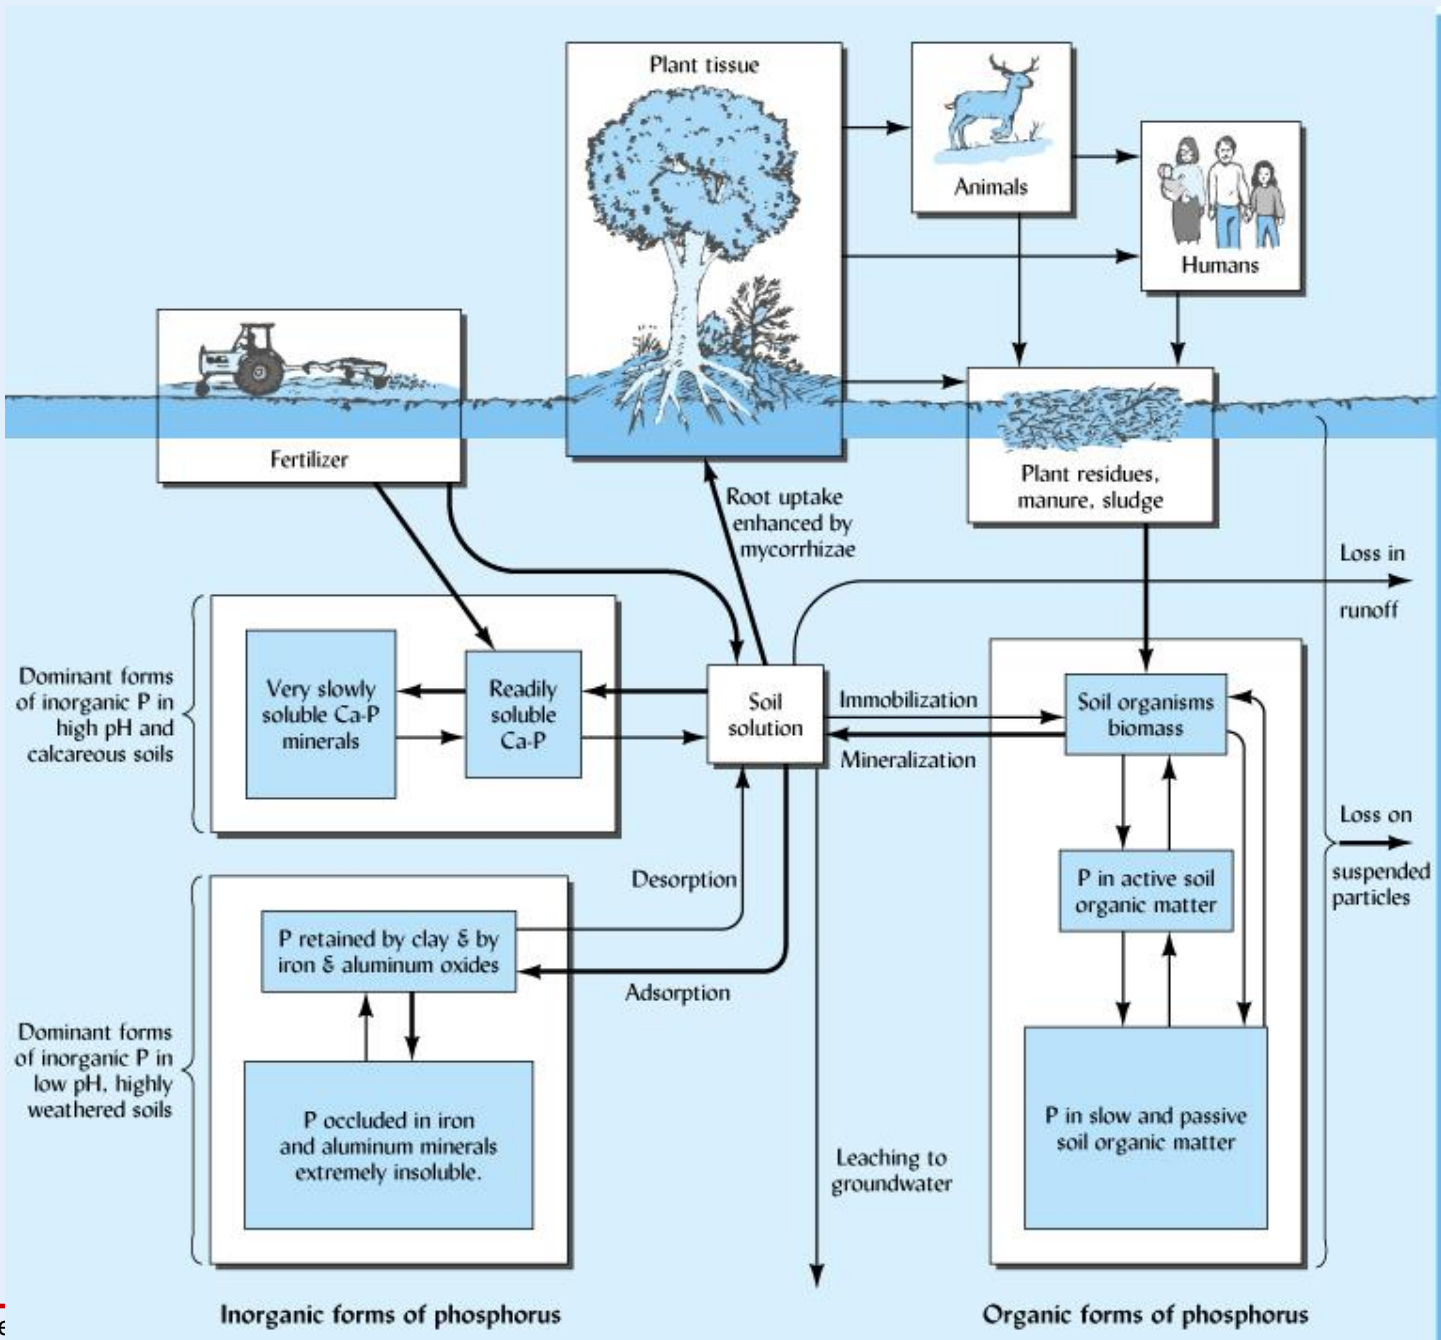 Plant tissue
Animals
Humans
Fertilizer
Plant residues,
manure, sludge
Root uptake
enhanced by
mycorrhizae
Loss in
runoff
Dominant forms
of inorganic P in
high pH and
calcareous soils
Very slowly
soluble Ca-P
minerals
Readily
soluble
Ca-P
Soil
solution
Immobilization
Mineralization
Soil organisms
biomass
Loss on
suspended
particles
Desorption
Adsorption
P in active soil
organic matter
P retained by clay & by
iron & aluminum oxides
Dominant forms
of inorganic P in
low pH, highly
weathered soils
P occluded in iron
and aluminum minerals
extremely insoluble.
P in slow and passive
soil organic matter
Leaching to
groundwater
Inorganic forms of phosphorus
Organic forms of phosphorus